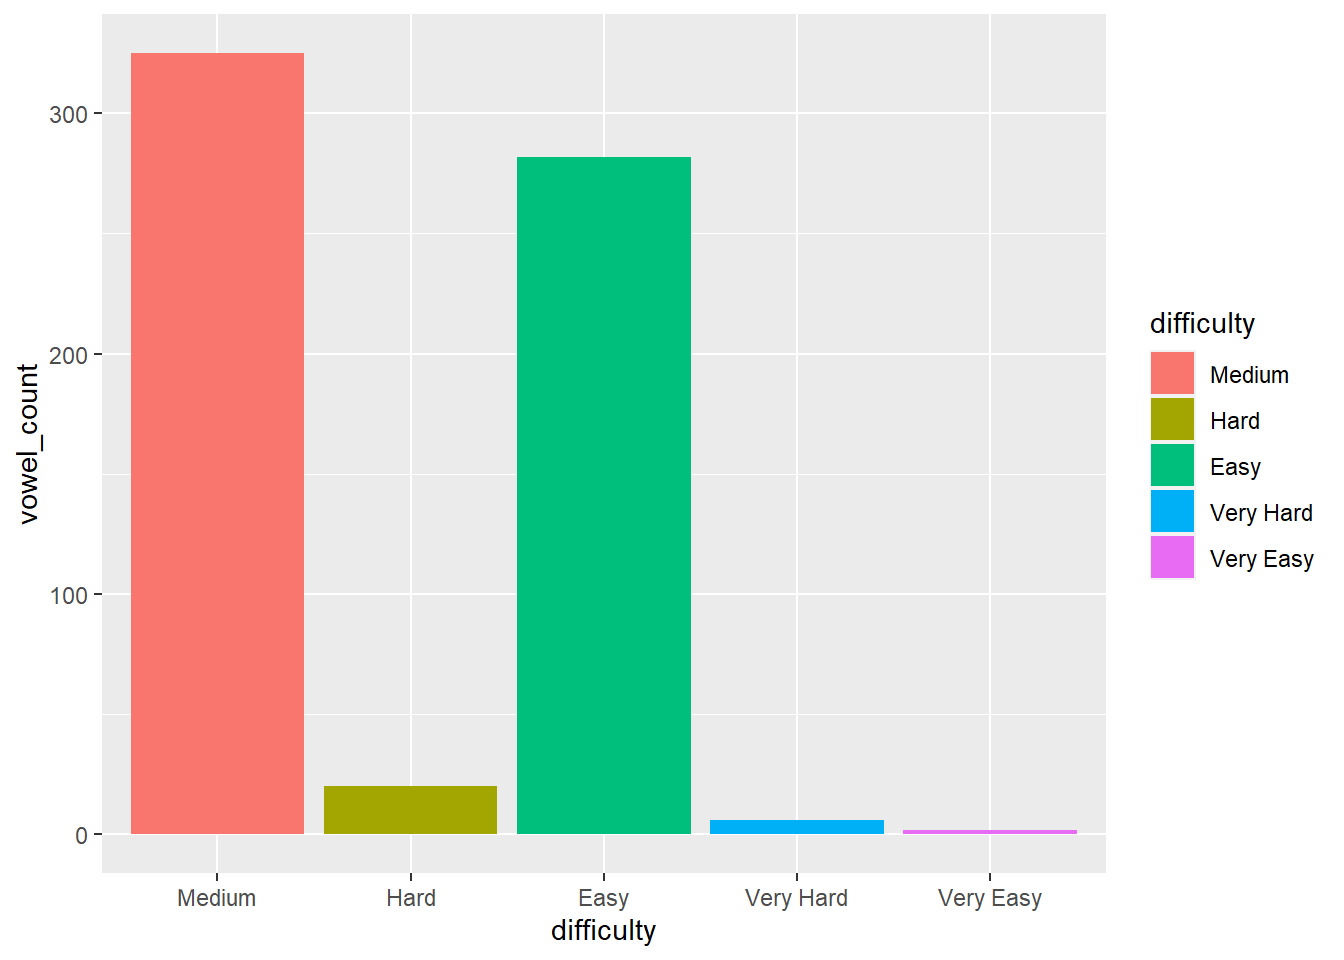 vowel_count
300
200
100
0
Medium
Hard
Easy
Very Hard
Very Easy
difficulty
difficulty
Medium
Hard
Easy
Very Hard
Very Easy